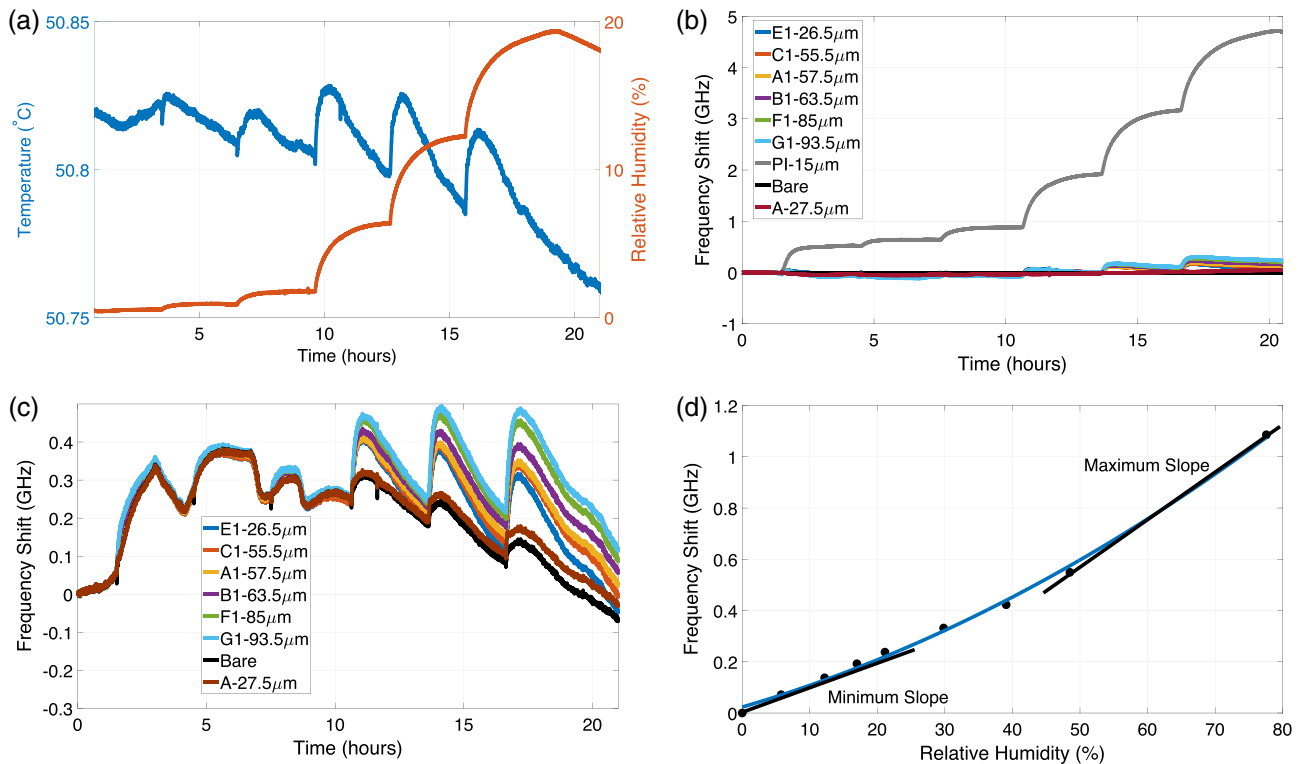 (a)
50.85
50.8
50.75
Temperature (°C)
20
10
0
Relative Humidity (%)
5
10
15
20
Time (hours)
(b)
5
4
3
2
1
0
-1
Frequency Shift (GHz)
E1-26.5μm
C1-55.5μm
A1-57.5μm
B1-63.5μm
F1-85μm
G1-93.5μm
PI-15μm
Bare
A-27.5μm
0
5
10
15
20
Time (hours)
(c)
0.4
0.3
0.2
0.1
0
-0.1
-0.2
-0.3
Frequency Shift (GHz)
E1-26.5μm
C1-55.5μm
A1-57.5μm
B1-63.5μm
F1-85μm
G1-93.5μm
Bare
A-27.5μm
0
5
10
15
20
Time (hours)
(d)
1.2
1
0.8
0.6
0.4
0.2
0
Frequency Shift (GHz)
Maximum Slope
Minimum Slope
0
10
20
30
40
50
60
70
80
Relative Humidity (%)